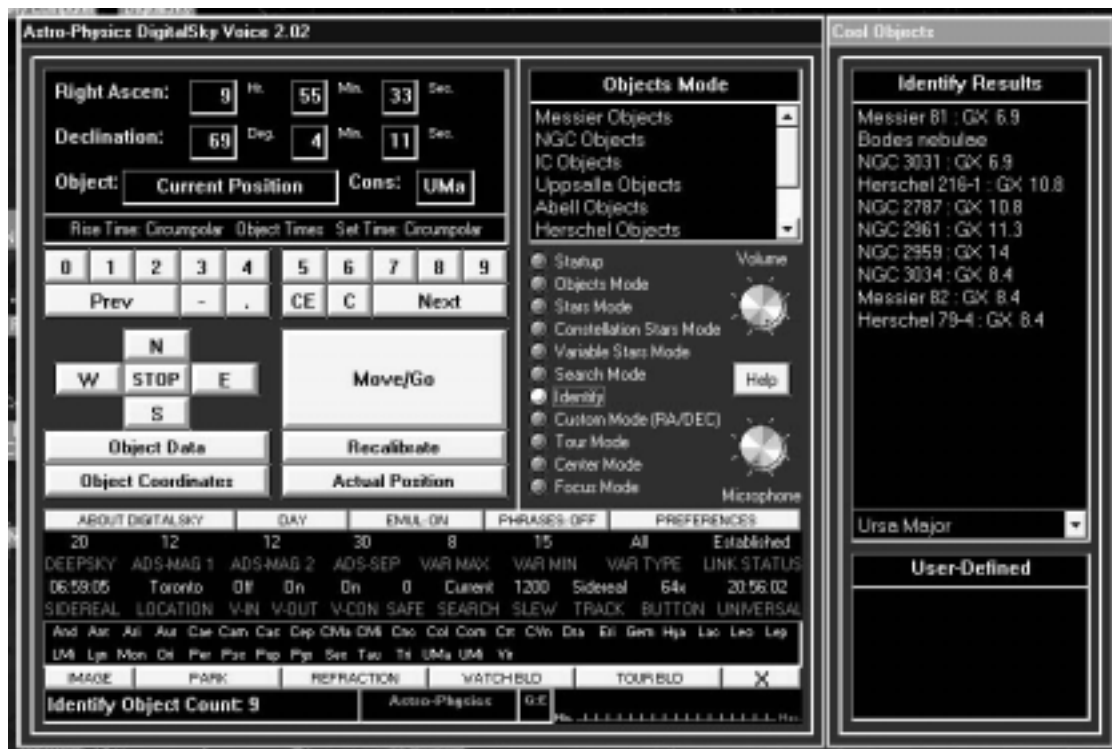 Astro-Physics DigitalSky Voice 2.02
Right Ascen: 9 Hr. 55 Min. 33 Sec.
Declination: 69 Deg. 4 Min. 11 Sec.
Object: Current Position Cons: UMa
Rise Time: Circumpolar Object Times Set Time: Circumpolar
0 1 2 3 4 5 6 7 8 9
Prev - . CE C Next
N
W STOP E
S
Move/Go
Object Data Recalibrate
Object Coordinates Actual Position
Objects Mode
Messier Objects
NGC Objects
IC Objects
Uppsalla Objects
Abell Objects
Herschel Objects
Startup
Objects Mode
Stars Mode
Constellation Stars Mode
Variable Stars Mode
Search Mode
Identify
Custom Mode (RA/DEC)
Tour Mode
Center Mode
Focus Mode
Volume
Help
Microphone
ABOUT DIGITALSKY DAY EMUL-ON PHRASES-OFF PREFERENCES
20 12 12 30 8 15 All Established
DEEPSKY ADS-MAG 1 ADS-MAG 2 ADS-SEP VAR MAX VAR MIN VAR TYPE LINK STATUS
06:59:05 Toronto Off On On 0 Current 1200 Sidereal 64x 20:56:02
SIDEREAL LOCATION V-IN V-OUT V-CON SAFE SEARCH SLEW TRACK BUTTON UNIVERSAL
And Ant Ari Aur Cae Cam Cas Cep CMa CMi Cnc Col Com Crt CVn Dra Eri Gem Hya Lac Leo Lep
LMi Lyn Mon Ori Per Psc Pup Pyx Sex Tau Tri UMa UMi Vir
IMAGE PARK REFRACTION WATCH BLD TOUR BLD X
Identify Object Count: 9 Astro-Physics G:E Min. Max.
Cool Objects
Identify Results
Messier 81 : GX 6.9
Bodes nebulae
NGC 3031 : GX 6.9
Herschel 216-1 : GX 10.8
NGC 2787 : GX 10.8
NGC 2961 : GX 11.3
NGC 2959 : GX 14
NGC 3034 : GX 8.4
Messier 82 : GX 8.4
Herschel 79-4 : GX 8.4
Ursa Major
User-Defined